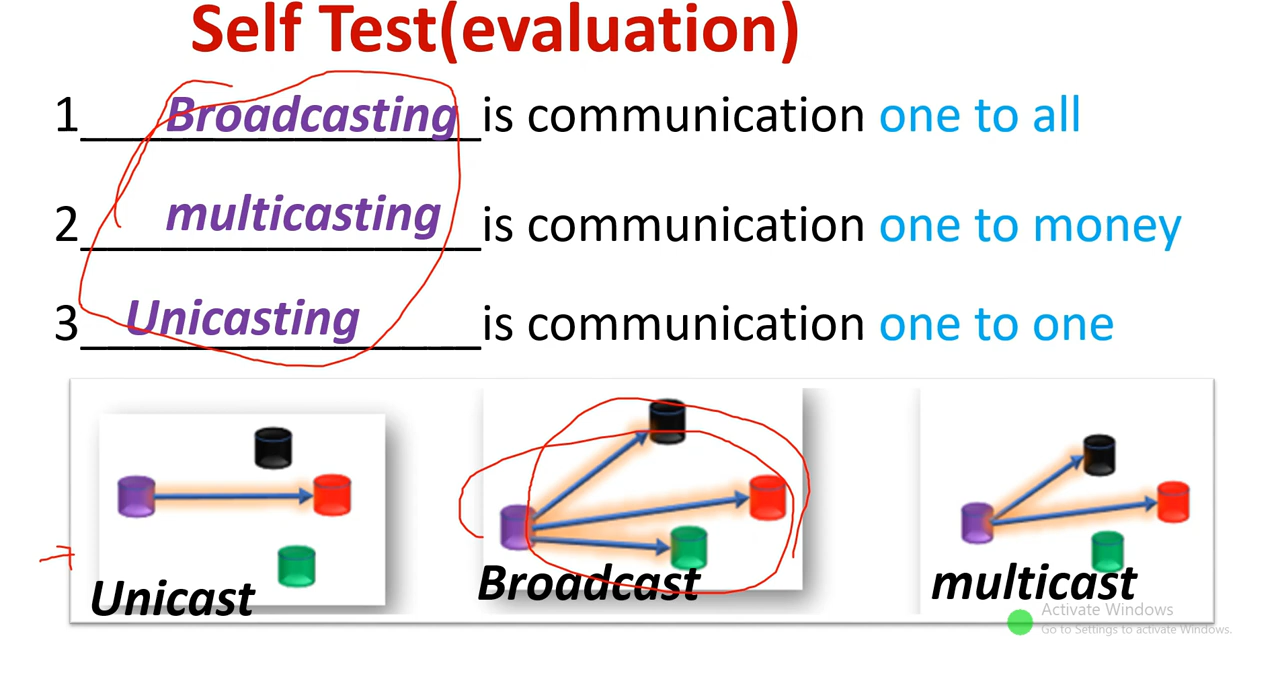 Self Test(evaluation)
1 Broadcasting is communication one to all
2 multicasting is communication one to money
3 Unicasting is communication one to one
Unicast Broadcast multicast
Activate Windows
Go to Settings to activate Windows.